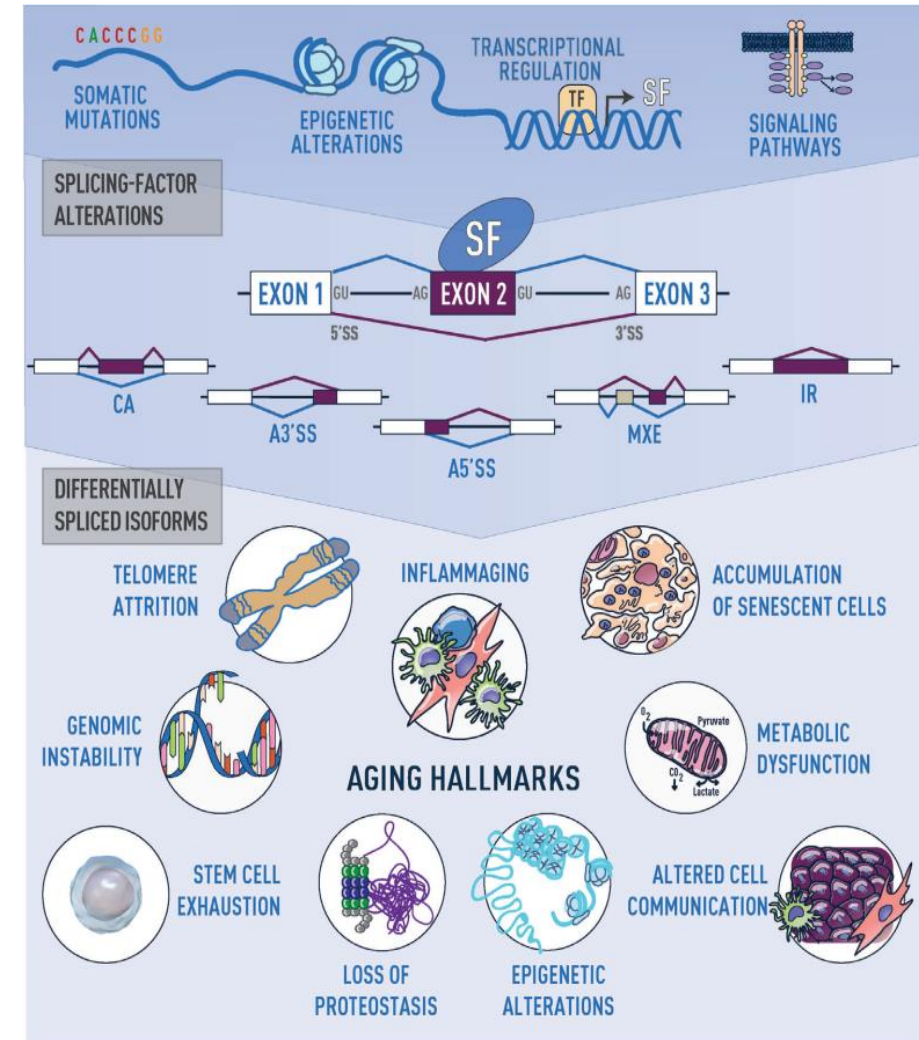 CACCCGG
SOMATIC
MUTATIONS
EPIGENETIC
ALTERATIONS
TRANSCRIPTIONAL
REGULATION
TF
SF
SIGNALING
PATHWAYS
SPLICING-FACTOR
ALTERATIONS
SF
EXON 1 GU AG EXON 2 GU AG EXON 3
5'SS 3'SS
CA
A3'SS
A5'SS
MXE
IR
DIFFERENTIALLY
SPLICED ISOFORMS
TELOMERE
ATTRITION
INFLAMMAGING
ACCUMULATION
OF SENESCENT CELLS
GENOMIC
INSTABILITY
O2
Pyruvato
CO2
Lactate
METABOLIC
DYSFUNCTION
AGING HALLMARKS
STEM CELL
EXHAUSTION
LOSS OF
PROTEOSTASIS
EPIGENETIC
ALTERATIONS
ALTERED CELL
COMMUNICATION